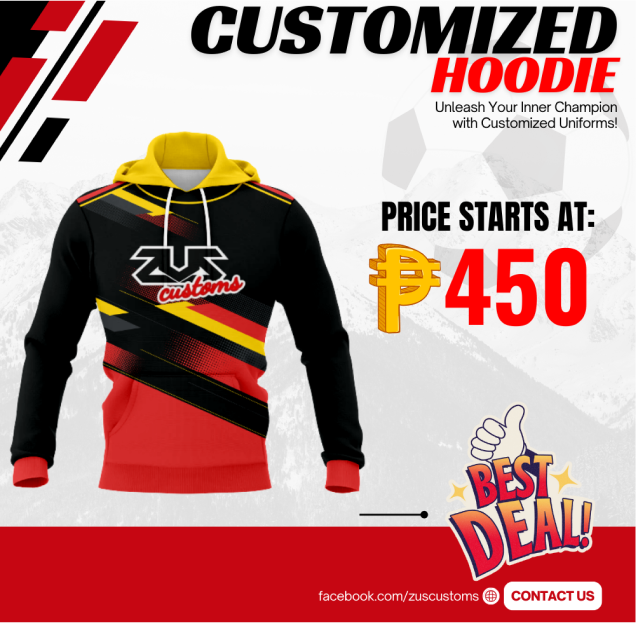 CUSTOMIZED
HOODIE
Unleash Your Inner Champion
with Customized Uniforms!
PRICE STARTS AT:
₱450
ZUS
customs
BEST
DEAL!
facebook.com/zuscustoms
CONTACT US